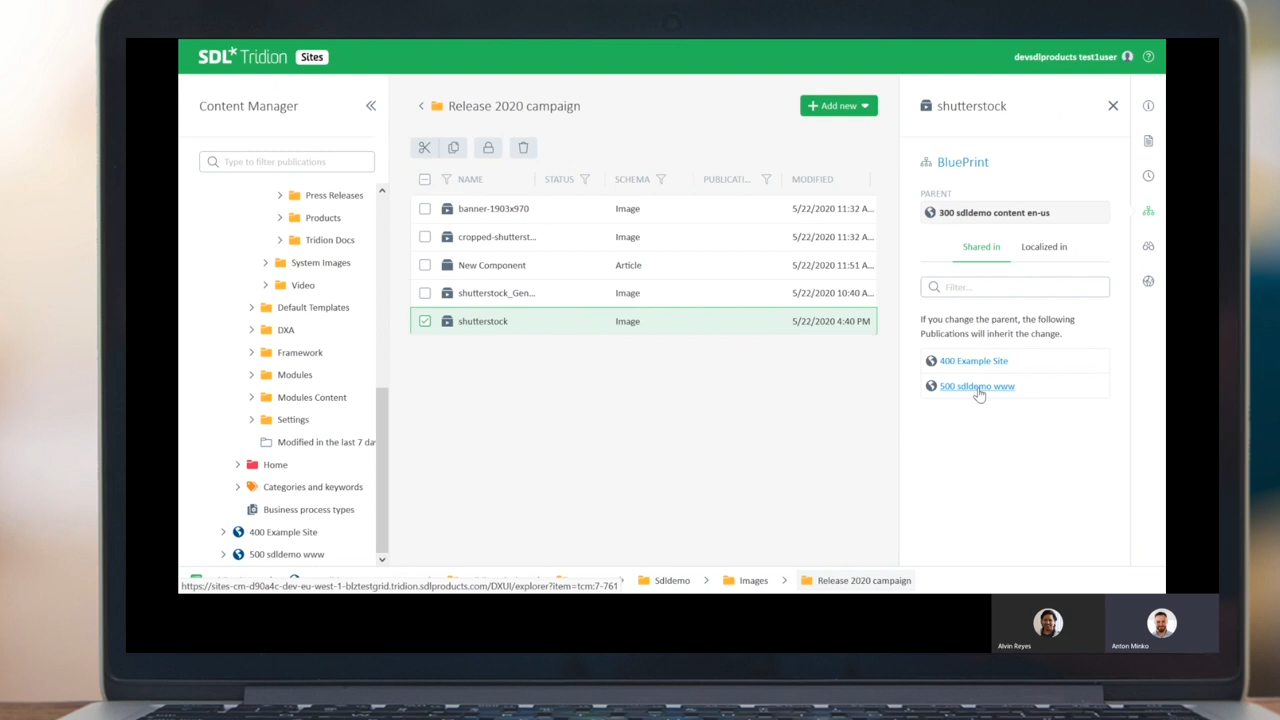 SDL* Tridion Sites
devsdlproducts test1user
Content Manager
Type to filter publications
Press Releases
Products
Tridion Docs
System Images
Video
Default Templates
DXA
Framework
Modules
Modules Content
Settings
Modified in the last 7 da
Home
Categories and keywords
Business process types
400 Example Site
500 sdldemo www
Release 2020 campaign
Add new
NAME STATUS SCHEMA PUBLICATI... MODIFIED
banner-1903x970 Image 5/22/2020 11:32 A...
cropped-shutterst... Image 5/22/2020 11:32 A...
New Component Article 5/22/2020 11:51 A...
shutterstock_Gen... Image 5/22/2020 10:40 A...
shutterstock Image 5/22/2020 4:40 PM
shutterstock
BluePrint
PARENT
300 sdldemo content en-us
Shared in Localized in
Filter...
If you change the parent, the following
Publications will inherit the change.
400 Example Site
500 sdldemo www
https://sites-cm-d90a4c-dev-eu-west-1-blztestgrid.tridion.sdlproducts.com/DXUI/explorer?item=tcm:7-761
Sdldemo > Images > Release 2020 campaign
Alvin Reyes
Anton Minko